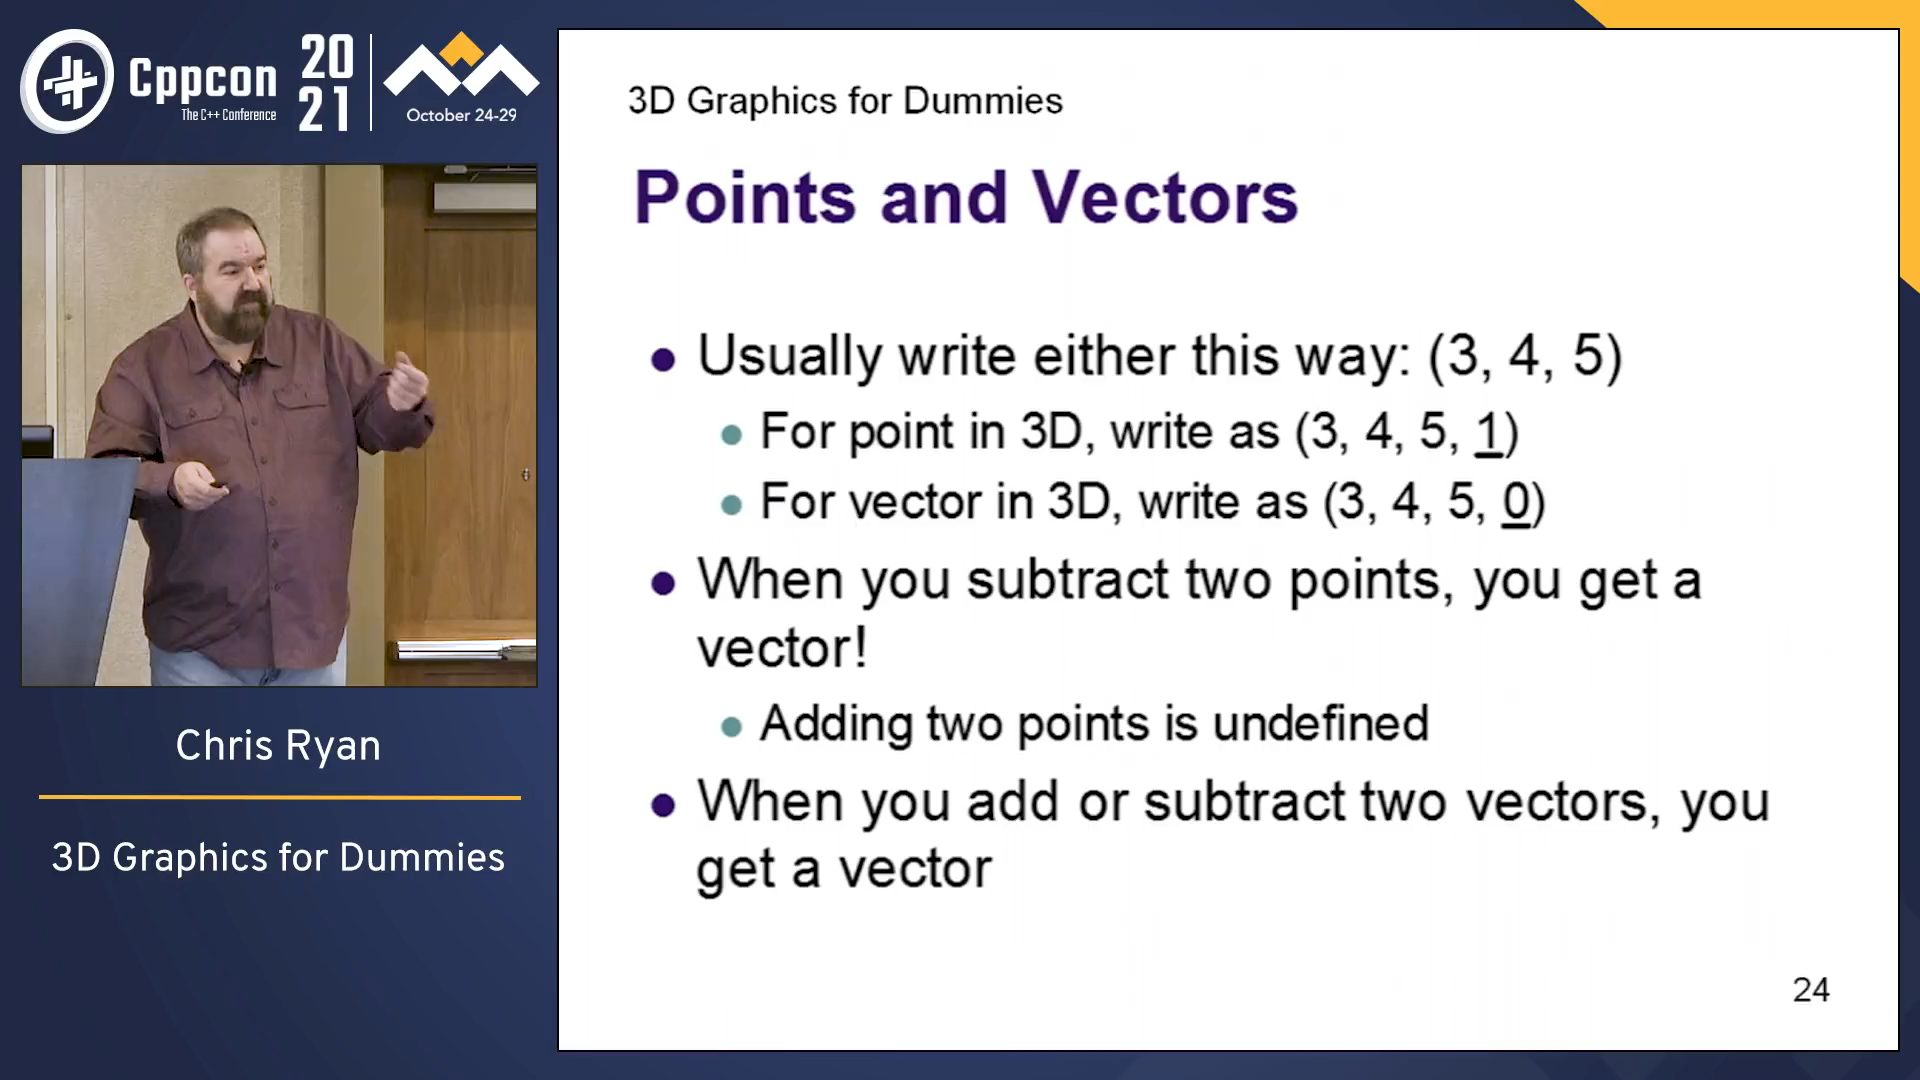 Cppcon
The C++ Conference
20
21
October 24-29
Chris Ryan
3D Graphics for Dummies
3D Graphics for Dummies
Points and Vectors
Usually write either this way: (3, 4, 5)
For point in 3D, write as (3, 4, 5, 1)
For vector in 3D, write as (3, 4, 5, 0)
When you subtract two points, you get a
vector!
Adding two points is undefined
When you add or subtract two vectors, you
get a vector
24